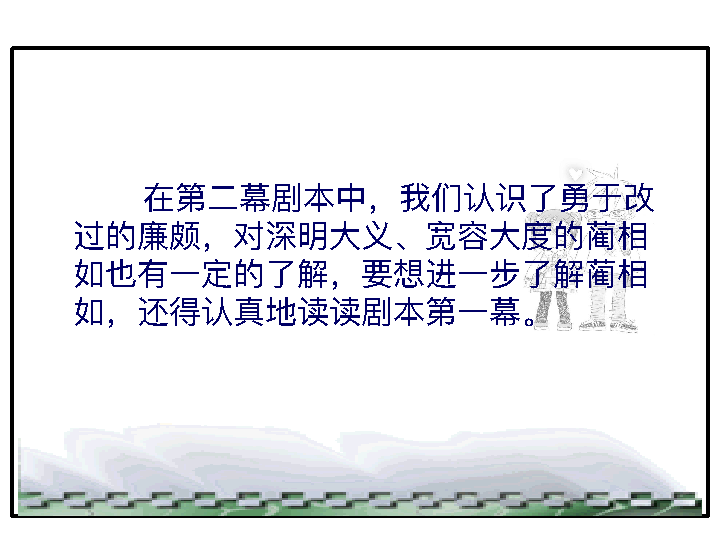 在第二幕剧本中，我们认识了勇于改
过的廉颇，对深明大义、宽容大度的蔺相
如也有一定的了解，要想进一步了解蔺相
如，还得认真地读读剧本第一幕。